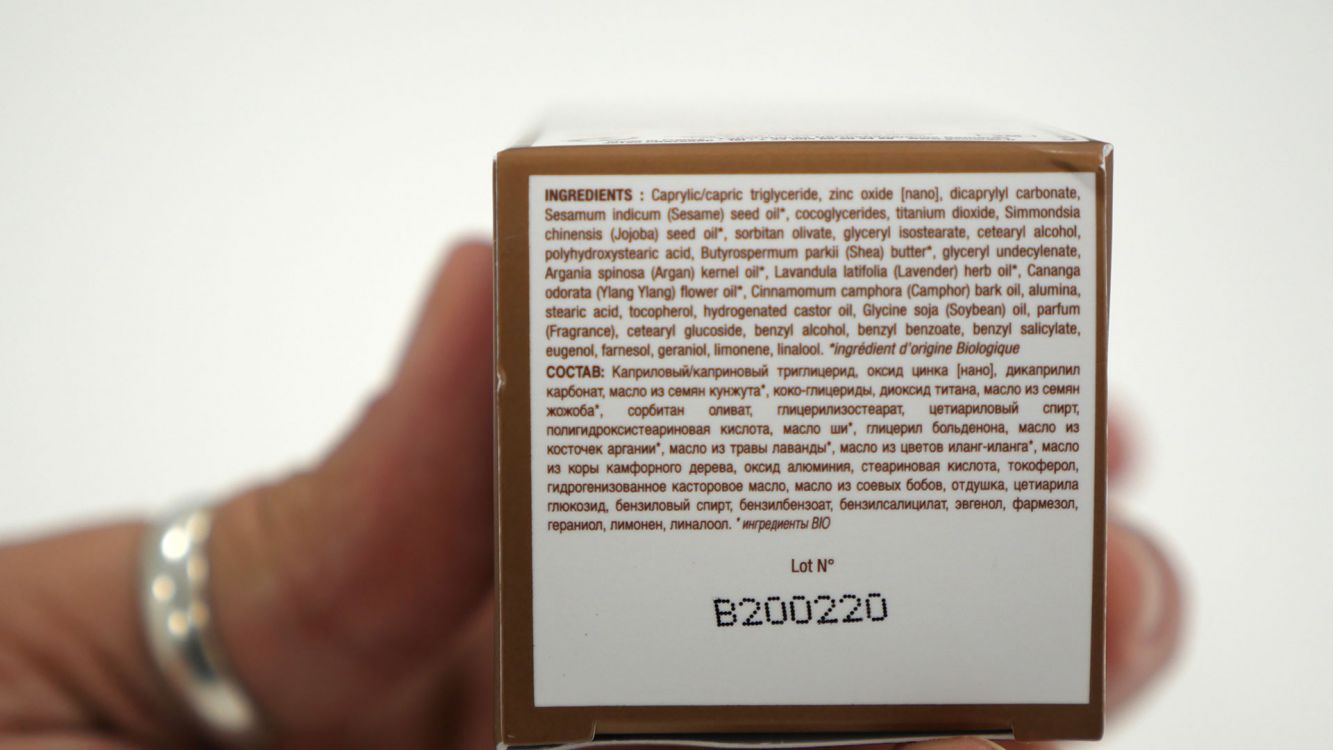 INGREDIENTS : Caprylic/capric triglyceride, zinc oxide [nano], dicaprylyl carbonate,
Sesamum indicum (Sesame) seed oil*, cocoglycerides, titanium dioxide, Simmondsia
chinensis (Jojoba) seed oil*, sorbitan olivate, glyceryl isostearate, cetearyl alcohol,
polyhydroxystearic acid, Butyrospermum parkii (Shea) butter*, glyceryl undecylenate,
Argania spinosa (Argan) kernel oil*, Lavandula latifolia (Lavender) herb oil*, Cananga
odorata (Ylang Ylang) flower oil*, Cinnamomum camphora (Camphor) bark oil, alumina,
stearic acid, tocopherol, hydrogenated castor oil, Glycine soja (Soybean) oil, parfum
(Fragrance), cetearyl glucoside, benzyl alcohol, benzyl benzoate, benzyl salicylate,
eugenol, farnesol, geraniol, limonene, linalool. *ingrédient d'origine Biologique
СОСТАВ: Каприловый/каприновый триглицерид, оксид цинка [нано], дикаприлил
карбонат, масло из семян кунжута*, коко-глицериды, диоксид титана, масло из семян
жожоба*, сорбитан оливат, глицерилизостеарат, цетиариловый спирт,
полигидроксистеариновая кислота, масло ши*, глицерил больденона, масло из
косточек аргании*, масло из травы лаванды*, масло из цветов иланг-иланга*, масло
из коры камфорного дерева, оксид алюминия, стеариновая кислота, токоферол,
гидрогенизованное касторовое масло, масло из соевых бобов, отдушка, цетиарила
глюкозид, бензиловый спирт, бензилбензоат, бензилсалицилат, эвгенол, фармезол,
гераниол, лимонен, линалоол. *ингредиенты BIO
Lot N°
B200220